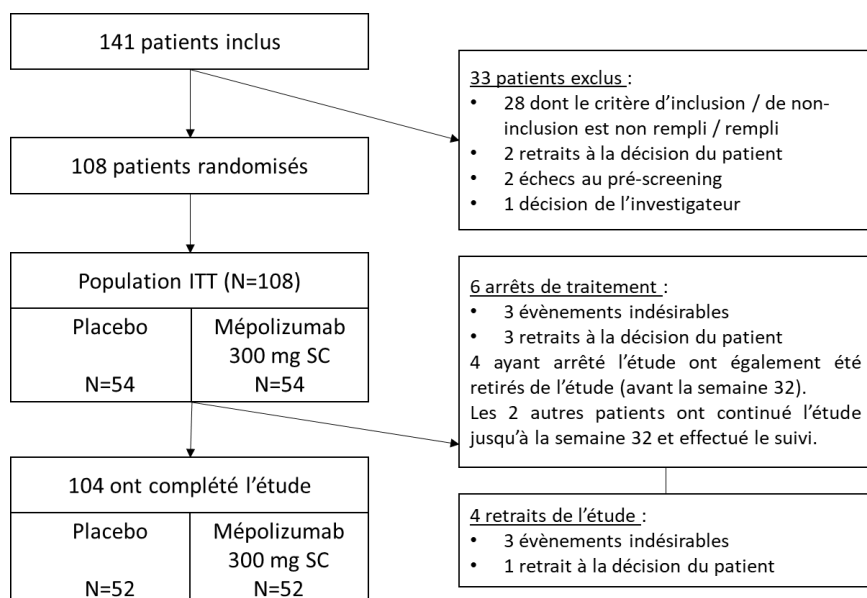 141 patients inclus
33 patients exclus :
• 28 dont le critère d’inclusion / de non-
inclusion est non rempli / rempli
• 2 retraits à la décision du patient
• 2 échecs au pré-screening
• 1 décision de l’investigateur
108 patients randomisés
Population ITT (N=108)
Placebo
N=54
Mépolizumab
300 mg SC
N=54
6 arrêts de traitement :
• 3 évènements indésirables
• 3 retraits à la décision du patient
4 ayant arrêté l’étude ont également été
retirés de l’étude (avant la semaine 32).
Les 2 autres patients ont continué l’étude
jusqu’à la semaine 32 et effectué le suivi.
104 ont complété l’étude
Placebo
N=52
Mépolizumab
300 mg SC
N=52
4 retraits de l’étude :
• 3 évènements indésirables
• 1 retrait à la décision du patient